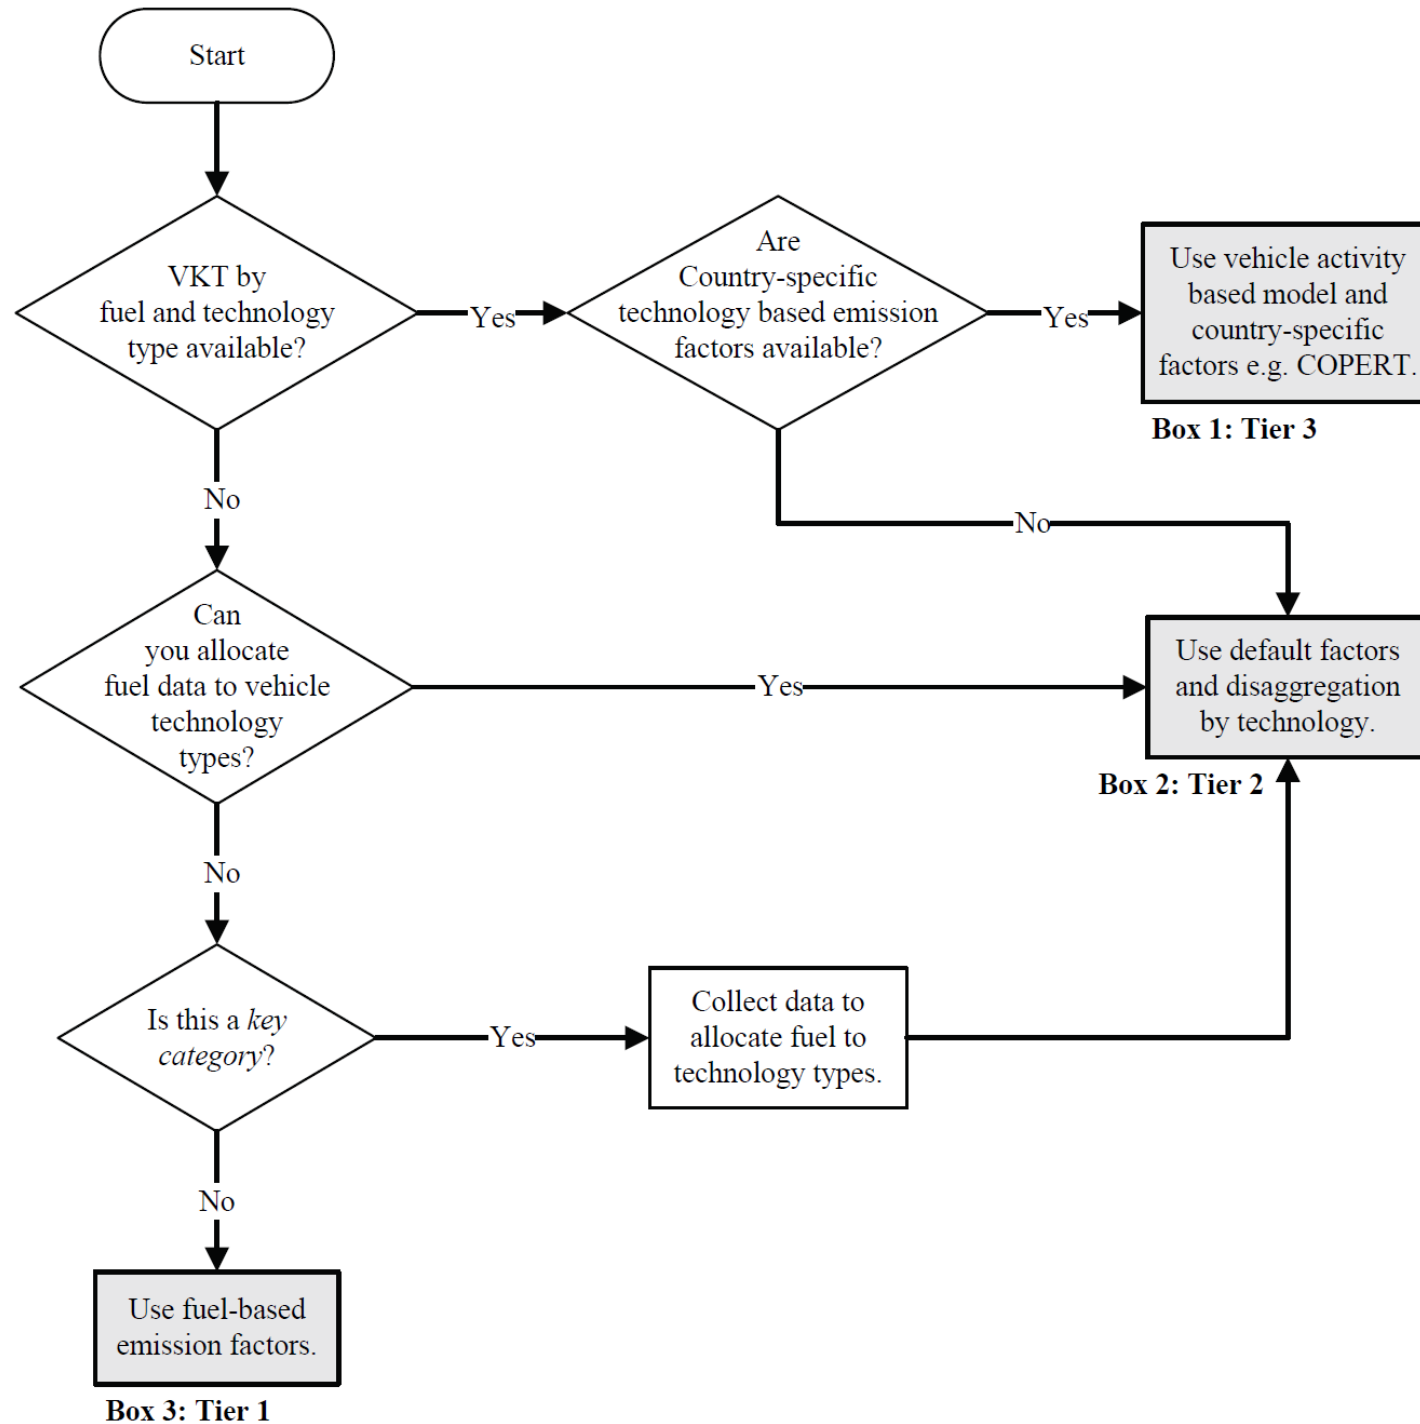 Start
VKT by
fuel and technology
type available?
Yes
Are
Country-specific
technology based emission
factors available?
Yes
Use vehicle activity
based model and
country-specific
factors e.g. COPERT.
Box 1: Tier 3
No
No
Can
you allocate
fuel data to vehicle
technology
types?
Yes
Use default factors
and disaggregation
by technology.
Box 2: Tier 2
No
Is this a key
category?
Yes
Collect data to
allocate fuel to
technology types.
No
Use fuel-based
emission factors.
Box 3: Tier 1